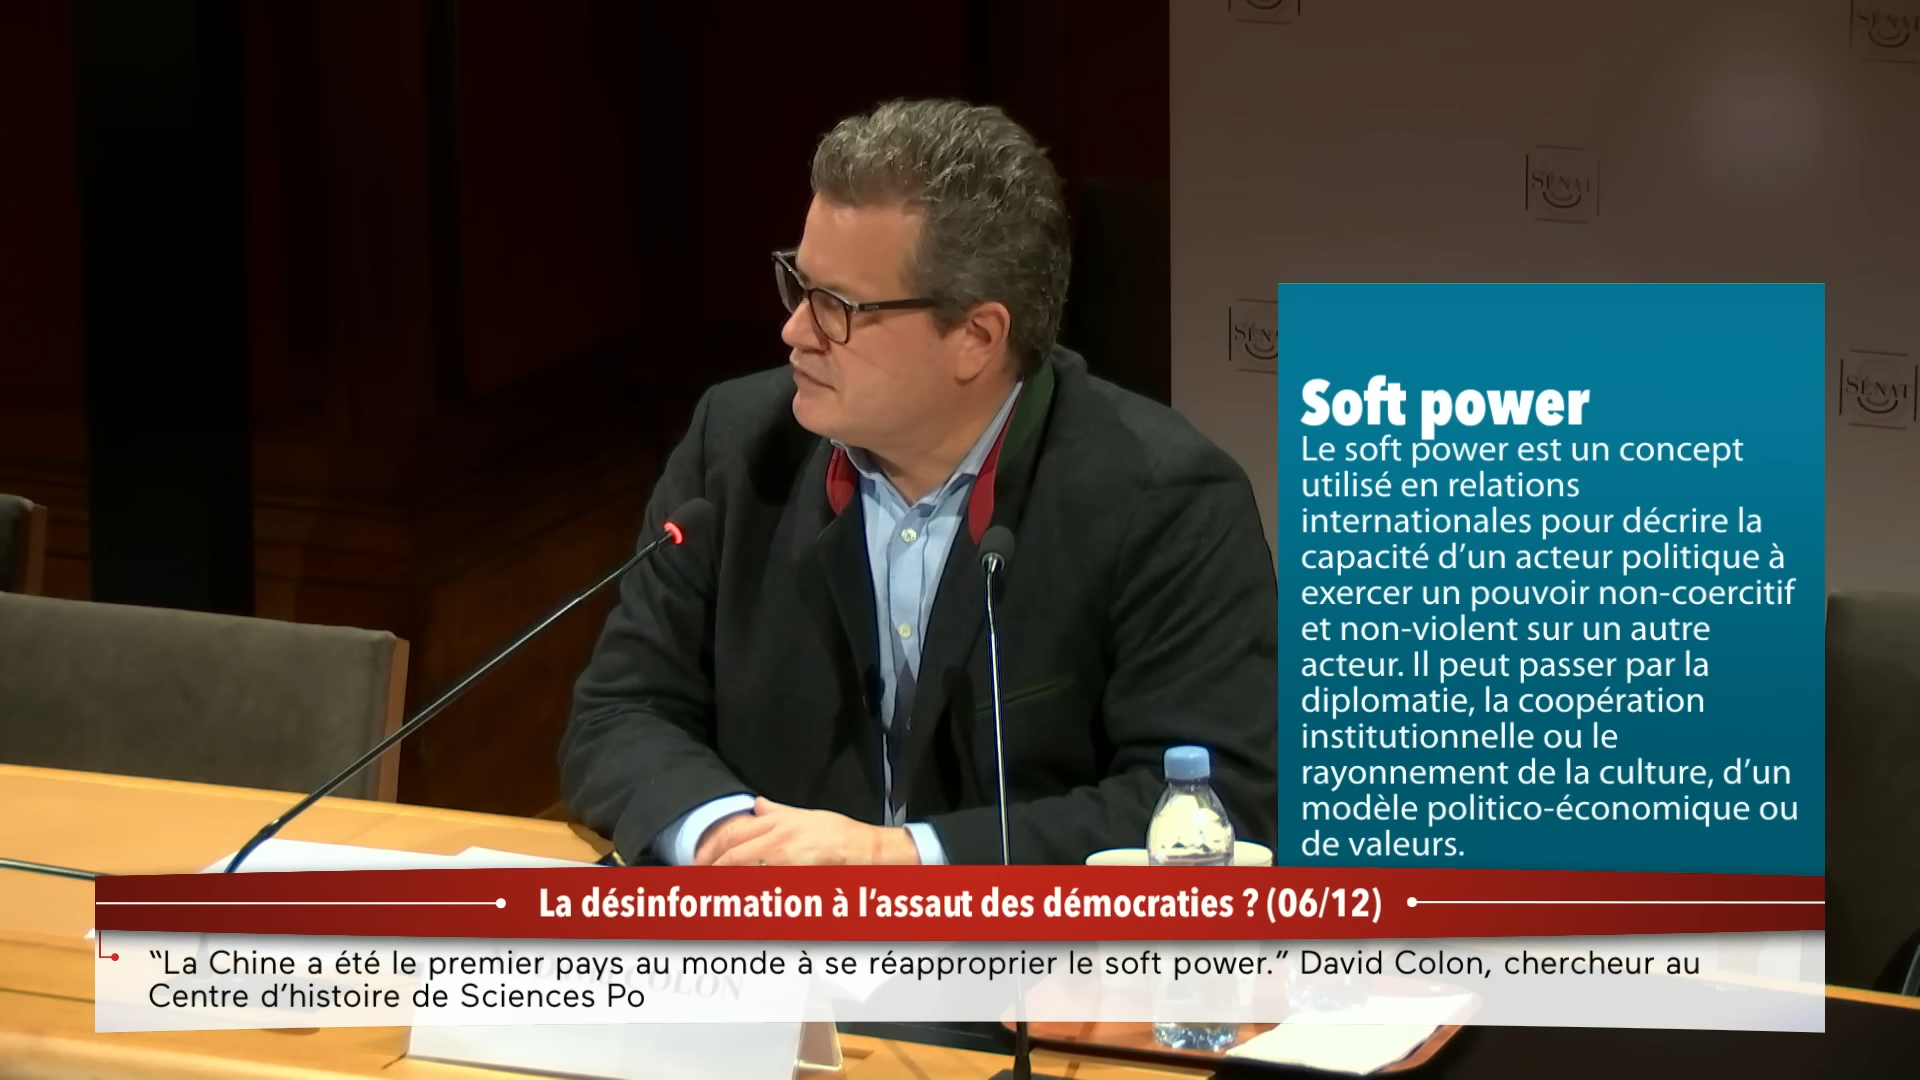 SÉNAT
SÉNAT
SÉNAT
Soft power
Le soft power est un concept
utilisé en relations
internationales pour décrire la
capacité d’un acteur politique à
exercer un pouvoir non-coercitif
et non-violent sur un autre
acteur. Il peut passer par la
diplomatie, la coopération
institutionnelle ou le
rayonnement de la culture, d’un
modèle politico-économique ou
de valeurs.
La désinformation à l’assaut des démocraties ? (06/12)
“La Chine a été le premier pays au monde à se réapproprier le soft power.” David Colon, chercheur au
Centre d’histoire de Sciences Po
COLON